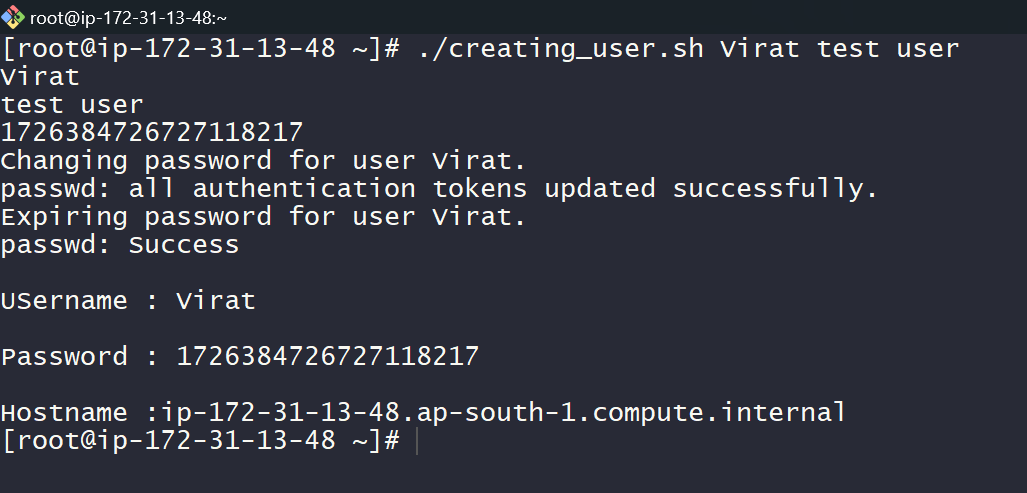 root@ip-172-31-13-48:~
[root@ip-172-31-13-48 ~]# ./creating_user.sh Virat test user
Virat
test user
1726384726727118217
Changing password for user Virat.
passwd: all authentication tokens updated successfully.
Expiring password for user Virat.
passwd: Success
USername : Virat
Password : 1726384726727118217
Hostname :ip-172-31-13-48.ap-south-1.compute.internal
[root@ip-172-31-13-48 ~]#